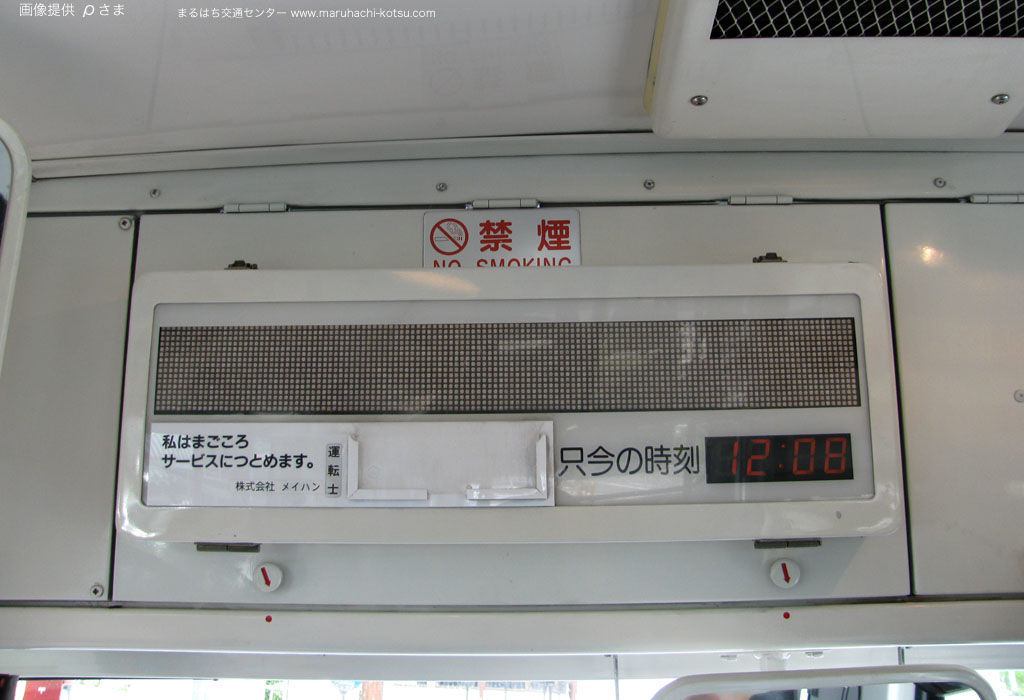 画像提供 ρさま
まるはち交通センター www.maruhachi-kotsu.com
禁煙
NO SMOKING
私はまごころ
サービスにつとめます。
株式会社 メイハン
運転士
只今の時刻 12:08